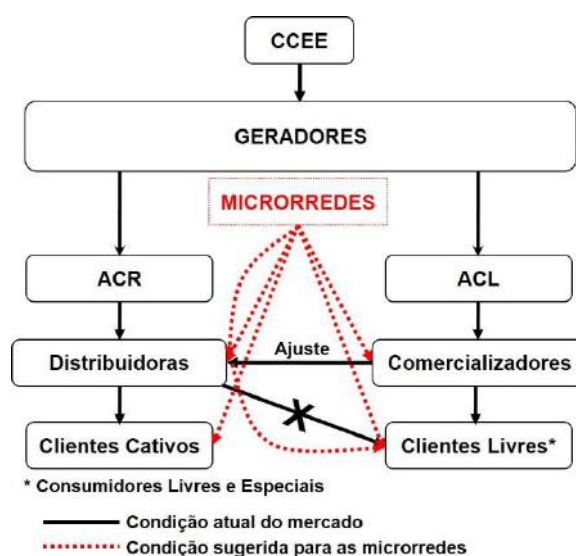 CCEE
GERADORES
MICRORREDES
ACR
ACL
Ajuste
Distribuidoras
Comercializadores
Clientes Cativos
Clientes Livres*
* Consumidores Livres e Especiais
Condição atual do mercado
Condição sugerida para as microrredes